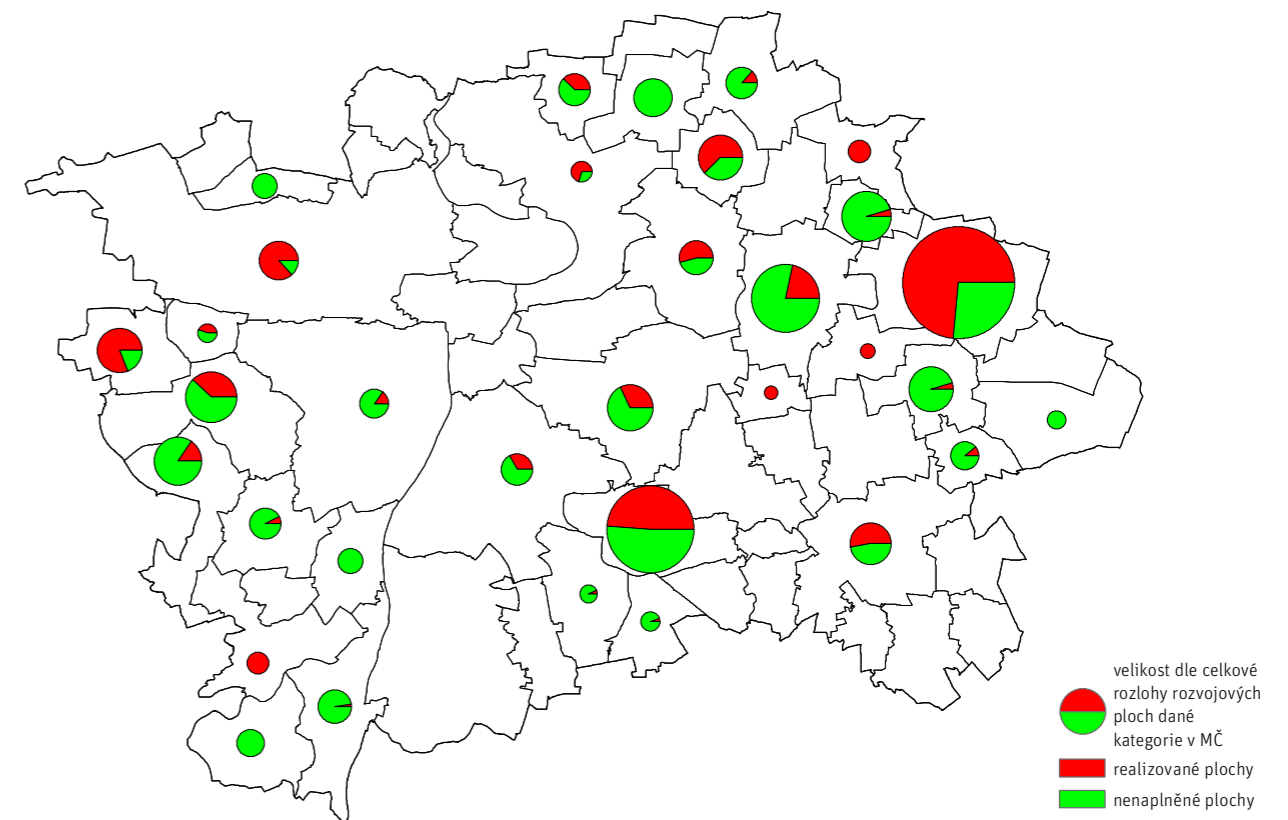 velikost dle celkové
rozlohy rozvojových
ploch dané
kategorie v MČ
realizované plochy
nenaplněné plochy